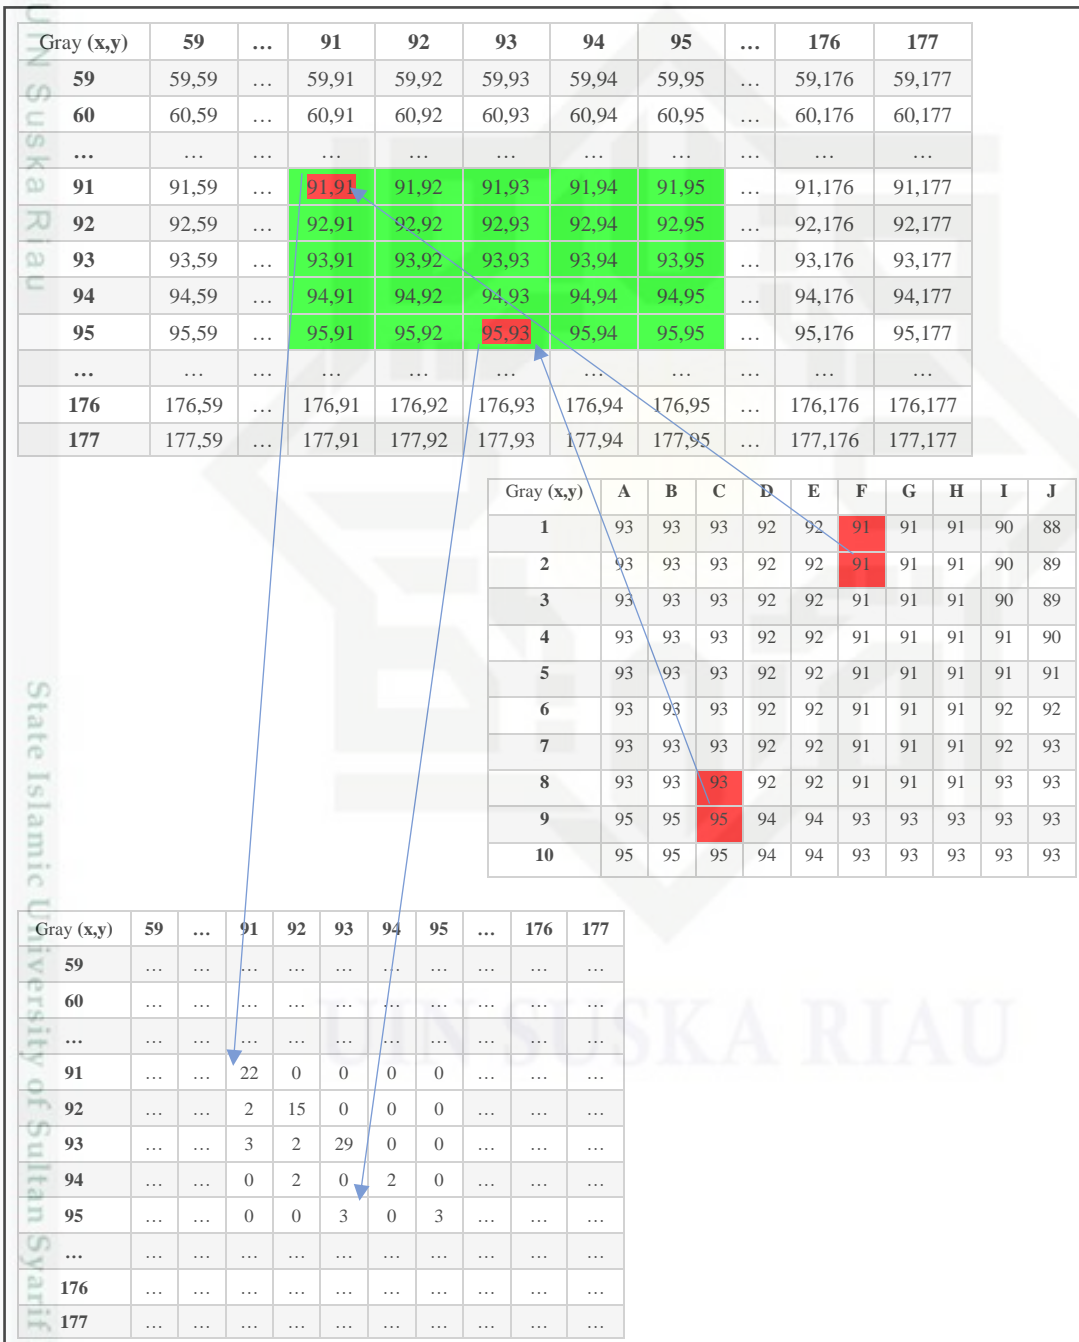 Gray (x,y) 59 … 91 92 93 94 95 … 176 177
59 59,59 … 59,91 59,92 59,93 59,94 59,95 … 59,176 59,177
60 60,59 … 60,91 60,92 60,93 60,94 60,95 … 60,176 60,177
… … … … … … … … … … …
91 91,59 … 91,91 91,92 91,93 91,94 91,95 … 91,176 91,177
92 92,59 … 92,91 92,92 92,93 92,94 92,95 … 92,176 92,177
93 93,59 … 93,91 93,92 93,93 93,94 93,95 … 93,176 93,177
94 94,59 … 94,91 94,92 94,93 94,94 94,95 … 94,176 94,177
95 95,59 … 95,91 95,92 95,93 95,94 95,95 … 95,176 95,177
… … … … … … … … … … …
176 176,59 … 176,91 176,92 176,93 176,94 176,95 … 176,176 176,177
177 177,59 … 177,91 177,92 177,93 177,94 177,95 … 177,176 177,177
Gray (x,y) A B C D E F G H I J
1 93 93 93 92 92 91 91 91 90 88
2 93 93 93 92 92 91 91 91 90 89
3 93 93 93 92 92 91 91 91 90 89
4 93 93 93 92 92 91 91 91 91 90
5 93 93 93 92 92 91 91 91 91 91
6 93 93 93 92 92 91 91 91 92 92
7 93 93 93 92 92 91 91 91 92 93
8 93 93 93 92 92 91 91 91 93 93
9 95 95 95 94 94 93 93 93 93 93
10 95 95 95 94 94 93 93 93 93 93
Gray (x,y) 59 … 91 92 93 94 95 … 176 177
59 … … … … … … … … … …
60 … … … … … … … … … …
… … … … … … … … … … …
91 … … 22 0 0 0 0 … … …
92 … … 2 15 0 0 0 … … …
93 … … 3 2 29 0 0 … … …
94 … … 0 2 0 2 0 … … …
95 … … 0 0 3 0 3 … … …
… … … … … … … … … … …
176 … … … … … … … … … …
177 … … … … … … … … … …
UIN Suska Riau
State Islamic University of Sultan Syarif
UIN SUSKA RIAU